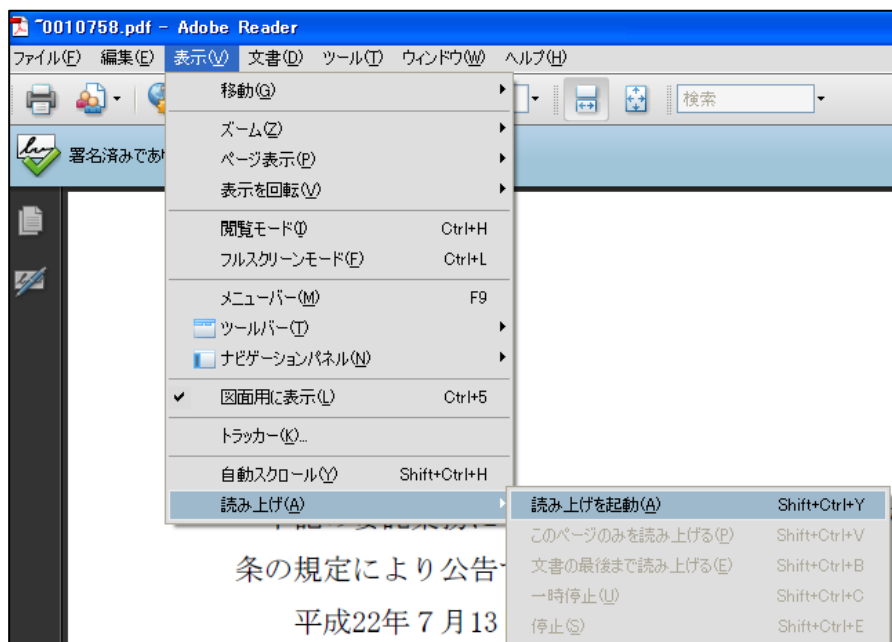 ~0010758.pdf - Adobe Reader
ファイル(F) 編集(E) 表示(V) 文書(D) ツール(T) ウィンドウ(W) ヘルプ(H)
検索
署名済みであ
移動(G)
ズーム(Z)
ページ表示(P)
表示を回転(V)
閲覧モード(I) Ctrl+H
フルスクリーンモード(F) Ctrl+L
メニューバー(M) F9
ツールバー(T)
ナビゲーションパネル(N)
図面用に表示(L) Ctrl+5
トラッカー(K)...
自動スクロール(Y) Shift+Ctrl+H
読み上げ(A)
読み上げを起動(A) Shift+Ctrl+Y
このページのみを読み上げる(P) Shift+Ctrl+V
文書の最後まで読み上げる(E) Shift+Ctrl+B
一時停止(U) Shift+Ctrl+C
停止(S) Shift+Ctrl+E
条の規定により公告
平成22年7月13